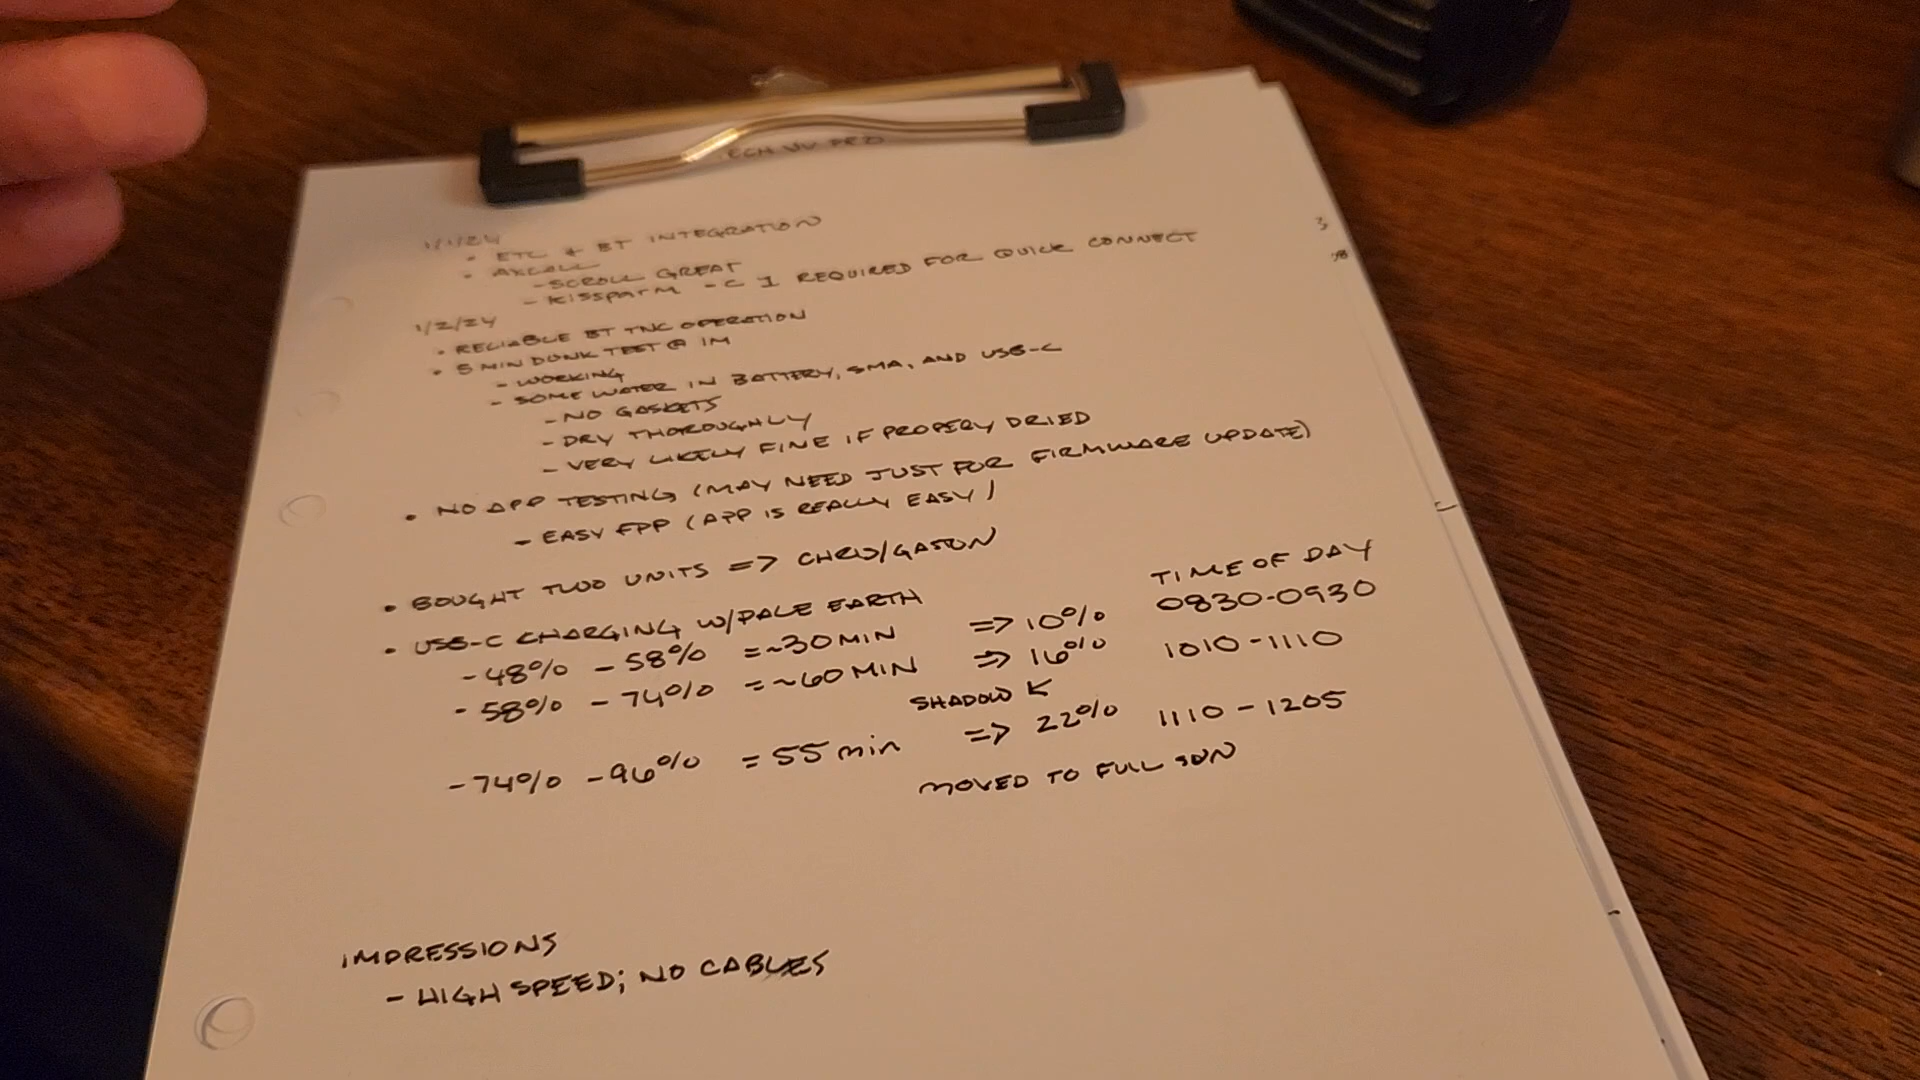 VU PRO
1/1/24
• ETC + BT INTEGRATION
• AXCALL
- SCROLL GREAT
- KISSPARM -C 1 REQUIRED FOR QUICK CONNECT
1/2/24
• RELIABLE BT TNC OPERATION
• 5 MIN DUNK TEST @ 1M
- WORKING
- SOME WATER IN BATTERY, SMA, AND USB-C
- NO GASKETS
- DRY THOROUGHLY
- VERY LIKELY FINE IF PROPERLY DRIED
• NO APP TESTING (MAY NEED JUST FOR FIRMWARE UPDATE)
- EASY FPP (APP IS REALLY EASY)
• BOUGHT TWO UNITS => CHRIS/GASTON
TIME OF DAY
• USB-C CHARGING W/PALE EARTH
- 48% - 58% = ~30 MIN => 10% 0830-0930
- 58% - 74% = ~60 MIN => 16% 1010-1110
SHADOW
- 74% - 96% = 55 min => 22% 1110-1205
MOVED TO FULL SUN
IMPRESSIONS
- HIGH SPEED; NO CABLES